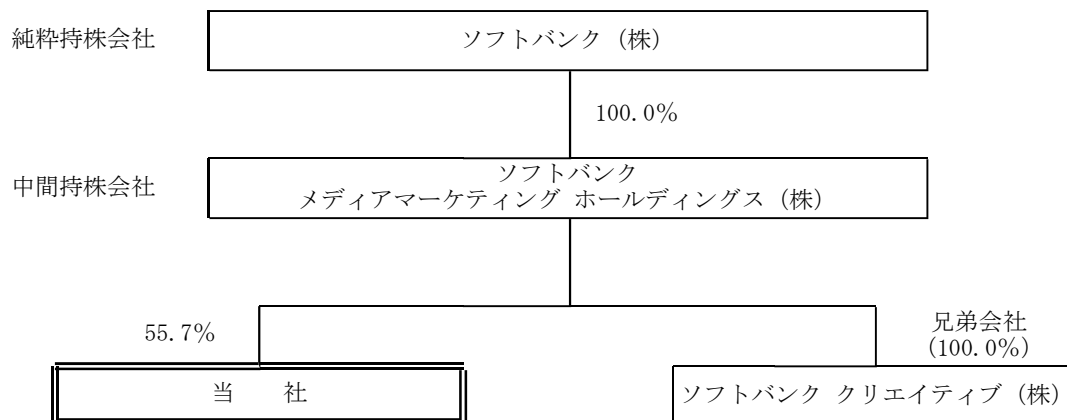 純粋持株会社
ソフトバンク（株）
100.0％
中間持株会社
ソフトバンク
メディアマーケティング ホールディングス（株）
55.7％
兄弟会社
(100.0％)
当　社
ソフトバンク クリエイティブ（株）